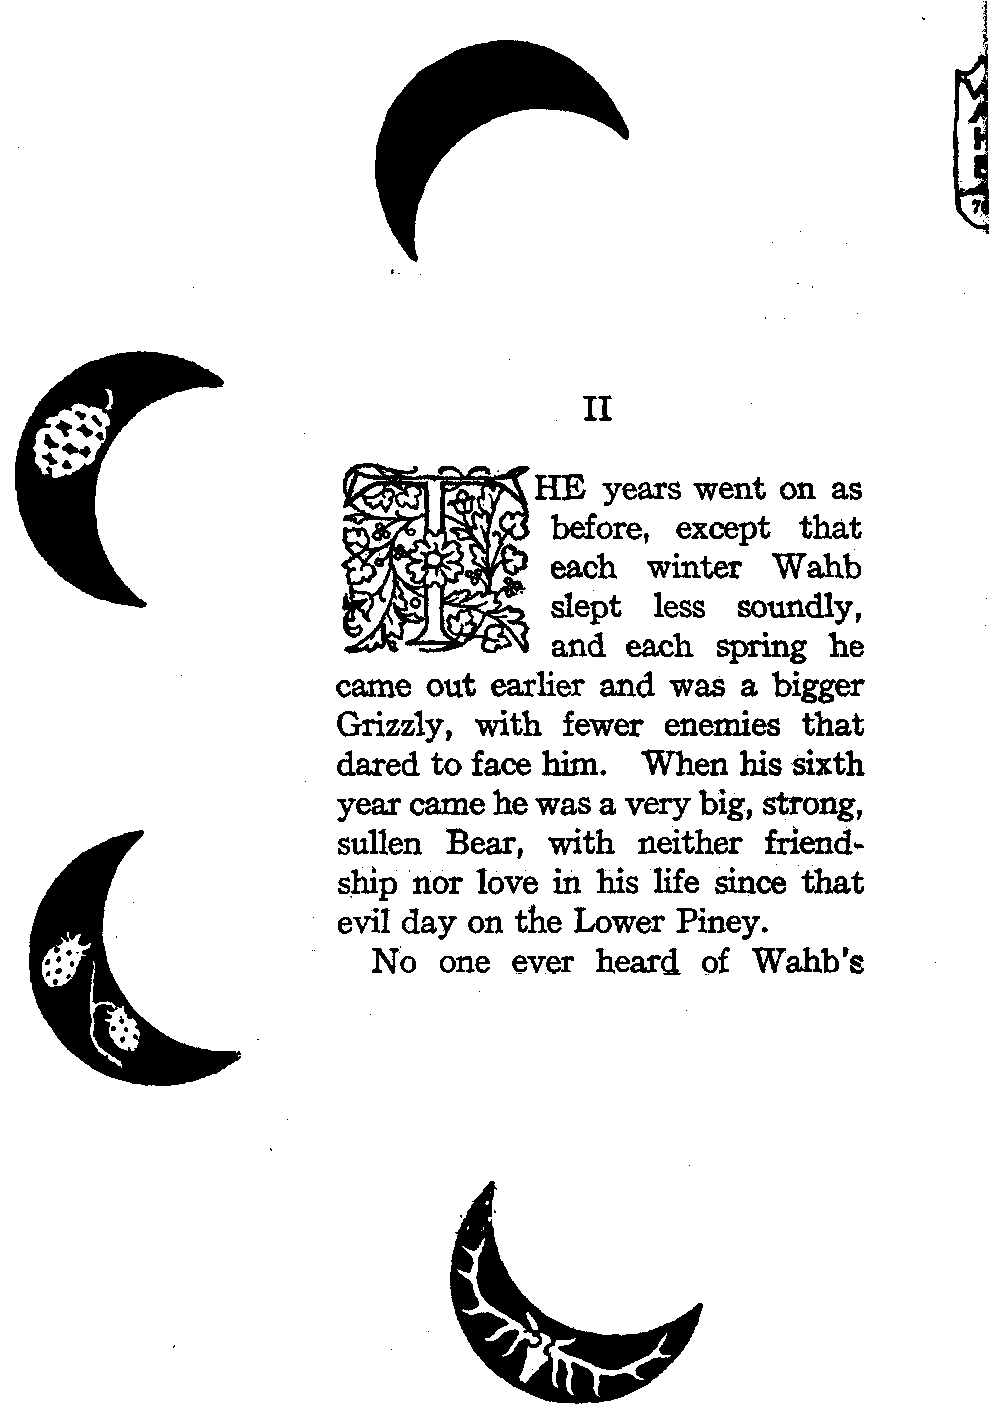 II
THE years went on as
before, except that
each winter Wahb
slept less soundly,
and each spring he
came out earlier and was a bigger
Grizzly, with fewer enemies that
dared to face him. When his sixth
year came he was a very big, strong,
sullen Bear, with neither friend-
ship nor love in his life since that
evil day on the Lower Piney.
No one ever heard of Wahb's